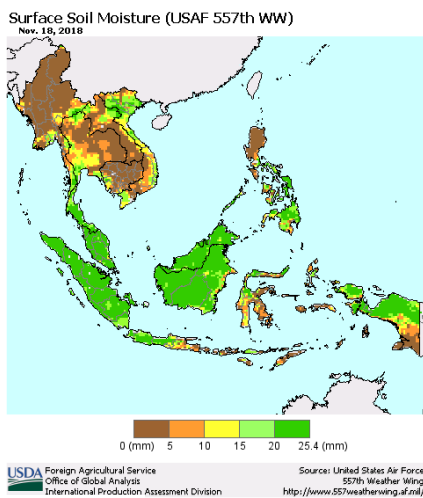 Surface Soil Moisture (USAF 557th WW)
Nov. 18, 2018
0 (mm) 5 10 15 20 25.4 (mm)
USDA Foreign Agricultural Service
Office of Global Analysis
International Production Assessment Division
Source: United States Air Force
557th Weather Wing
http://www.557weatherwing.af.mil/